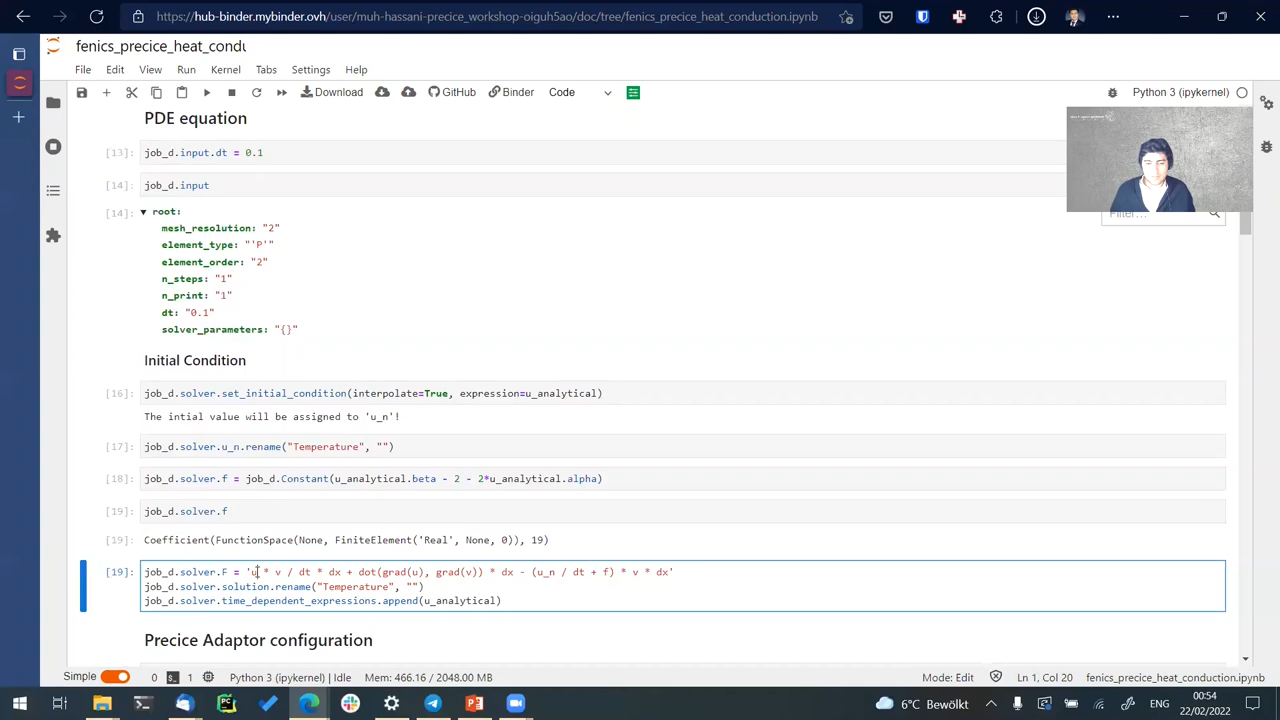 https://hub-binder.mybinder.ovh/user/muh-hassani-precice_workshop-oiguh5ao/doc/tree/fenics_precice_heat_conduction.ipynb
fenics_precice_heat_condu
File Edit View Run Kernel Tabs Settings Help
Download GitHub Binder Code Python 3 (ipykernel)
PDE equation
[13]: job_d.input.dt = 0.1
[14]: job_d.input
[14]: ▼ root:
mesh_resolution: "2"
element_type: "'P'"
element_order: "2"
n_steps: "1"
n_print: "1"
dt: "0.1"
solver_parameters: "{}"
Filter...
Initial Condition
[16]: job_d.solver.set_initial_condition(interpolate=True, expression=u_analytical)
The intial value will be assigned to 'u_n'!
[17]: job_d.solver.u_n.rename("Temperature", "")
[18]: job_d.solver.f = job_d.Constant(u_analytical.beta - 2 - 2*u_analytical.alpha)
[19]: job_d.solver.f
[19]: Coefficient(FunctionSpace(None, FiniteElement('Real', None, 0)), 19)
[19]: job_d.solver.F = 'u * v / dt * dx + dot(grad(u), grad(v)) * dx - (u_n / dt + f) * v * dx'
job_d.solver.solution.rename("Temperature", "")
job_d.solver.time_dependent_expressions.append(u_analytical)
Precice Adaptor configuration
Simple 0 1 Python 3 (ipykernel) | Idle Mem: 466.16 / 2048.00 MB Mode: Edit Ln 1, Col 20 fenics_precice_heat_conduction.ipynb
6°C Bewölkt ENG 00:54
22/02/2022